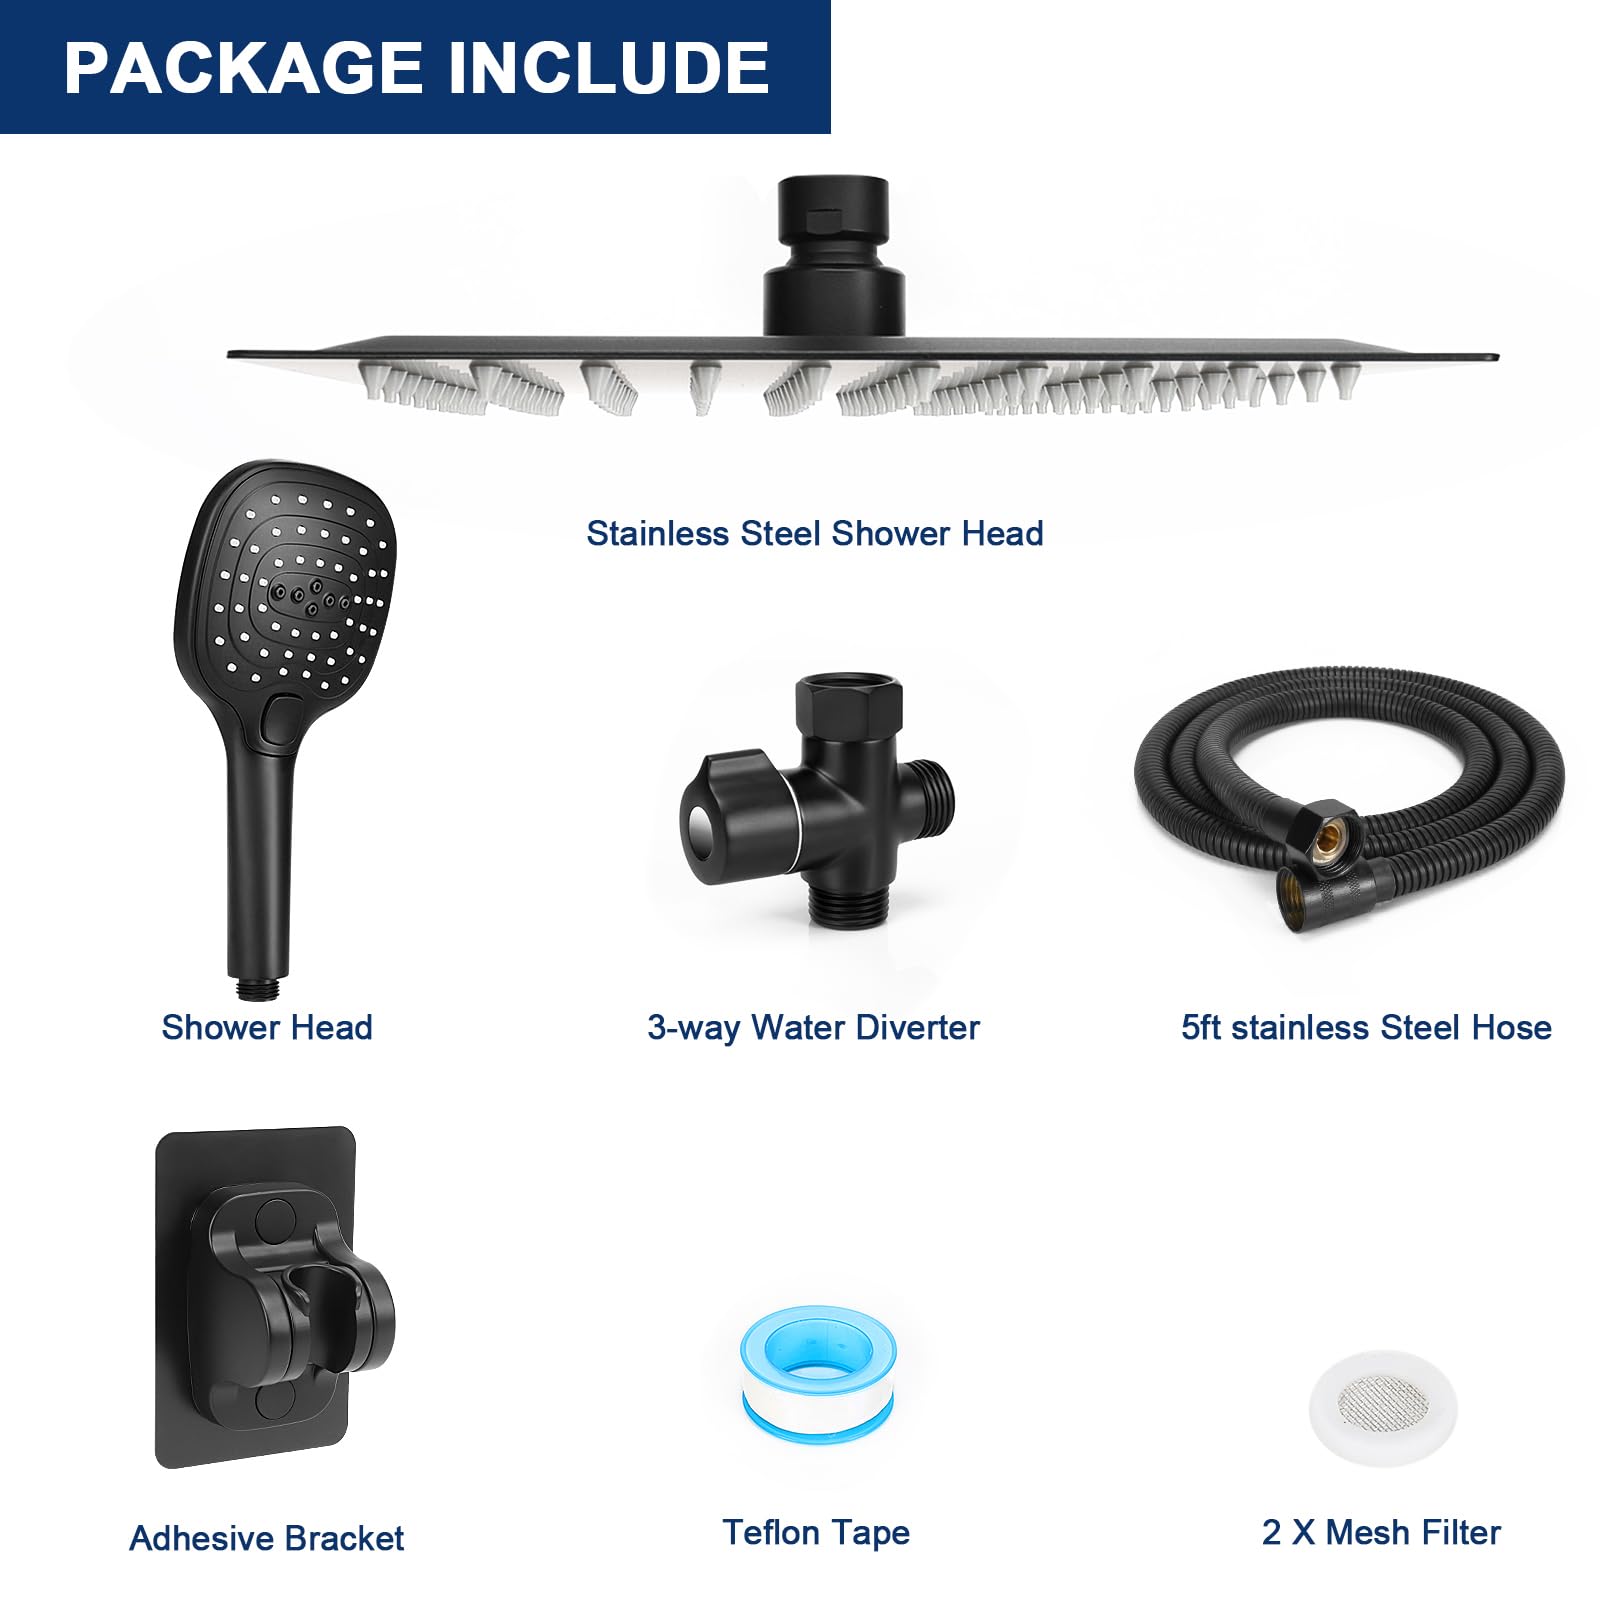 PACKAGE INCLUDE
Stainless Steel Shower Head
Shower Head
3-way Water Diverter
5ft stainless Steel Hose
Adhesive Bracket
Teflon Tape
2 X Mesh Filter